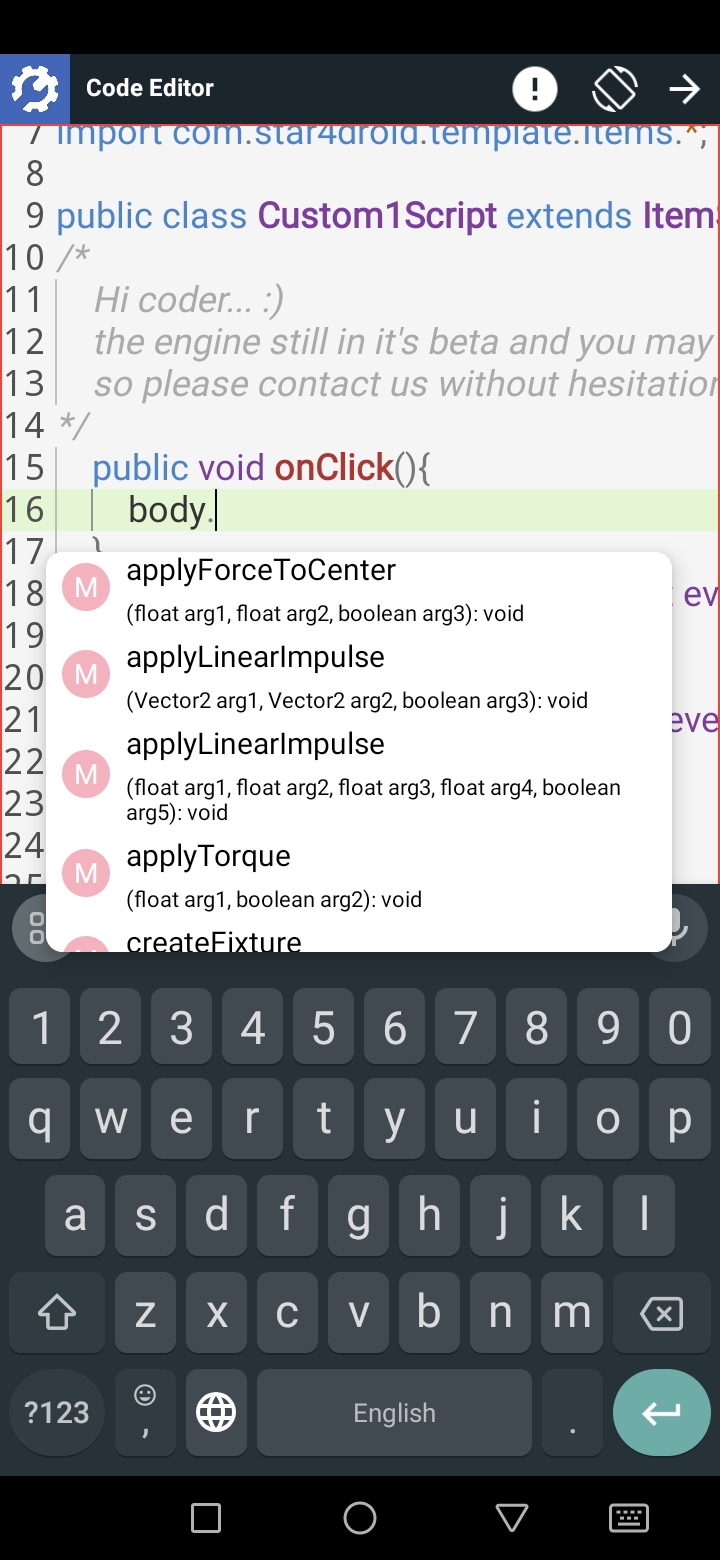 Code Editor
7 import com.star4droid.template.Items.*;
8
9 public class Custom1Script extends Item
10 /*
11 Hi coder... :)
12 the engine still in it's beta and you may
13 so please contact us without hesitation
14 */
15 public void onClick(){
16 body.
17 }
applyForceToCenter
18 ev
(float arg1, float arg2, boolean arg3): void
19
applyLinearImpulse
20
(Vector2 arg1, Vector2 arg2, boolean arg3): void
21 eve
applyLinearImpulse
22
(float arg1, float arg2, float arg3, float arg4, boolean
23
arg5): void
24
applyTorque
25
(float arg1, boolean arg2): void
createFixture
M
M
M
M
1 2 3 4 5 6 7 8 9 0
q w e r t y u i o p
a s d f g h j k l
z x c v b n m
?123 , English .